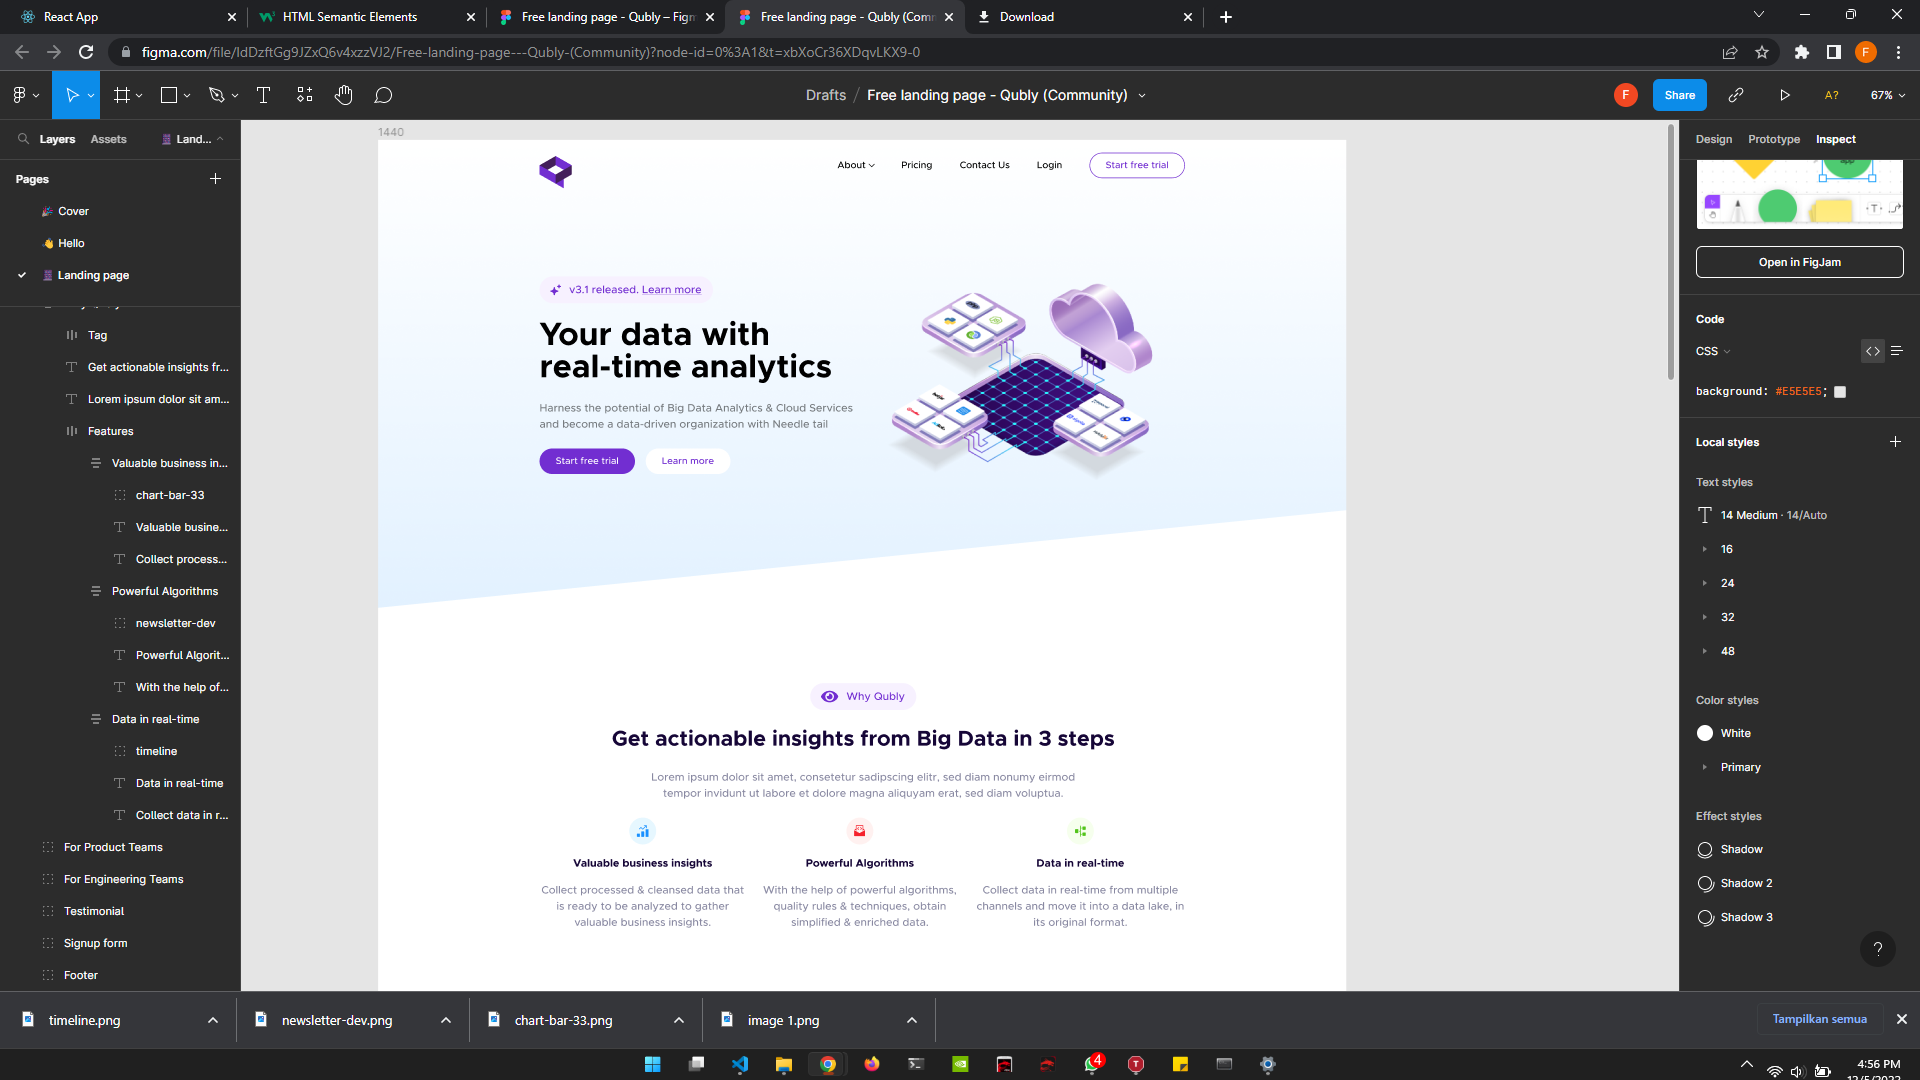 React App
HTML Semantic Elements
Free landing page - Qubly – Figm
Free landing page - Qubly (Comm
Download
figma.com/file/ldDzftGg9JZxQ6v4xzzVJ2/Free-landing-page---Qubly-(Community)?node-id=0%3A1&t=xbXoCr36XDqvLKX9-0
F
Drafts / Free landing page - Qubly (Community)
F
Share
A?
67%
Layers
Assets
Land...
Design
Prototype
Inspect
Pages
Cover
Hello
Landing page
Tag
Get actionable insights fr...
Lorem ipsum dolor sit am...
Features
Valuable business in...
chart-bar-33
Valuable busine...
Collect process...
Powerful Algorithms
newsletter-dev
Powerful Algorit...
With the help of...
Data in real-time
timeline
Data in real-time
Collect data in r...
For Product Teams
For Engineering Teams
Testimonial
Signup form
Footer
1440
About
Pricing
Contact Us
Login
Start free trial
v3.1 released. Learn more
Your data with
real-time analytics
Harness the potential of Big Data Analytics & Cloud Services
and become a data-driven organization with Needle tail
Start free trial
Learn more
Why Qubly
Get actionable insights from Big Data in 3 steps
Lorem ipsum dolor sit amet, consetetur sadipscing elitr, sed diam nonumy eirmod
tempor invidunt ut labore et dolore magna aliquyam erat, sed diam voluptua.
Valuable business insights
Collect processed & cleansed data that
is ready to be analyzed to gather
valuable business insights.
Powerful Algorithms
With the help of powerful algorithms,
quality rules & techniques, obtain
simplified & enriched data.
Data in real-time
Collect data in real-time from multiple
channels and move it into a data lake, in
its original format.
Open in FigJam
Code
CSS
background: #E5E5E5;
Local styles
Text styles
14 Medium · 14/Auto
16
24
32
48
Color styles
White
Primary
Effect styles
Shadow
Shadow 2
Shadow 3
?
timeline.png
newsletter-dev.png
chart-bar-33.png
image 1.png
Tampilkan semua
4
4:56 PM